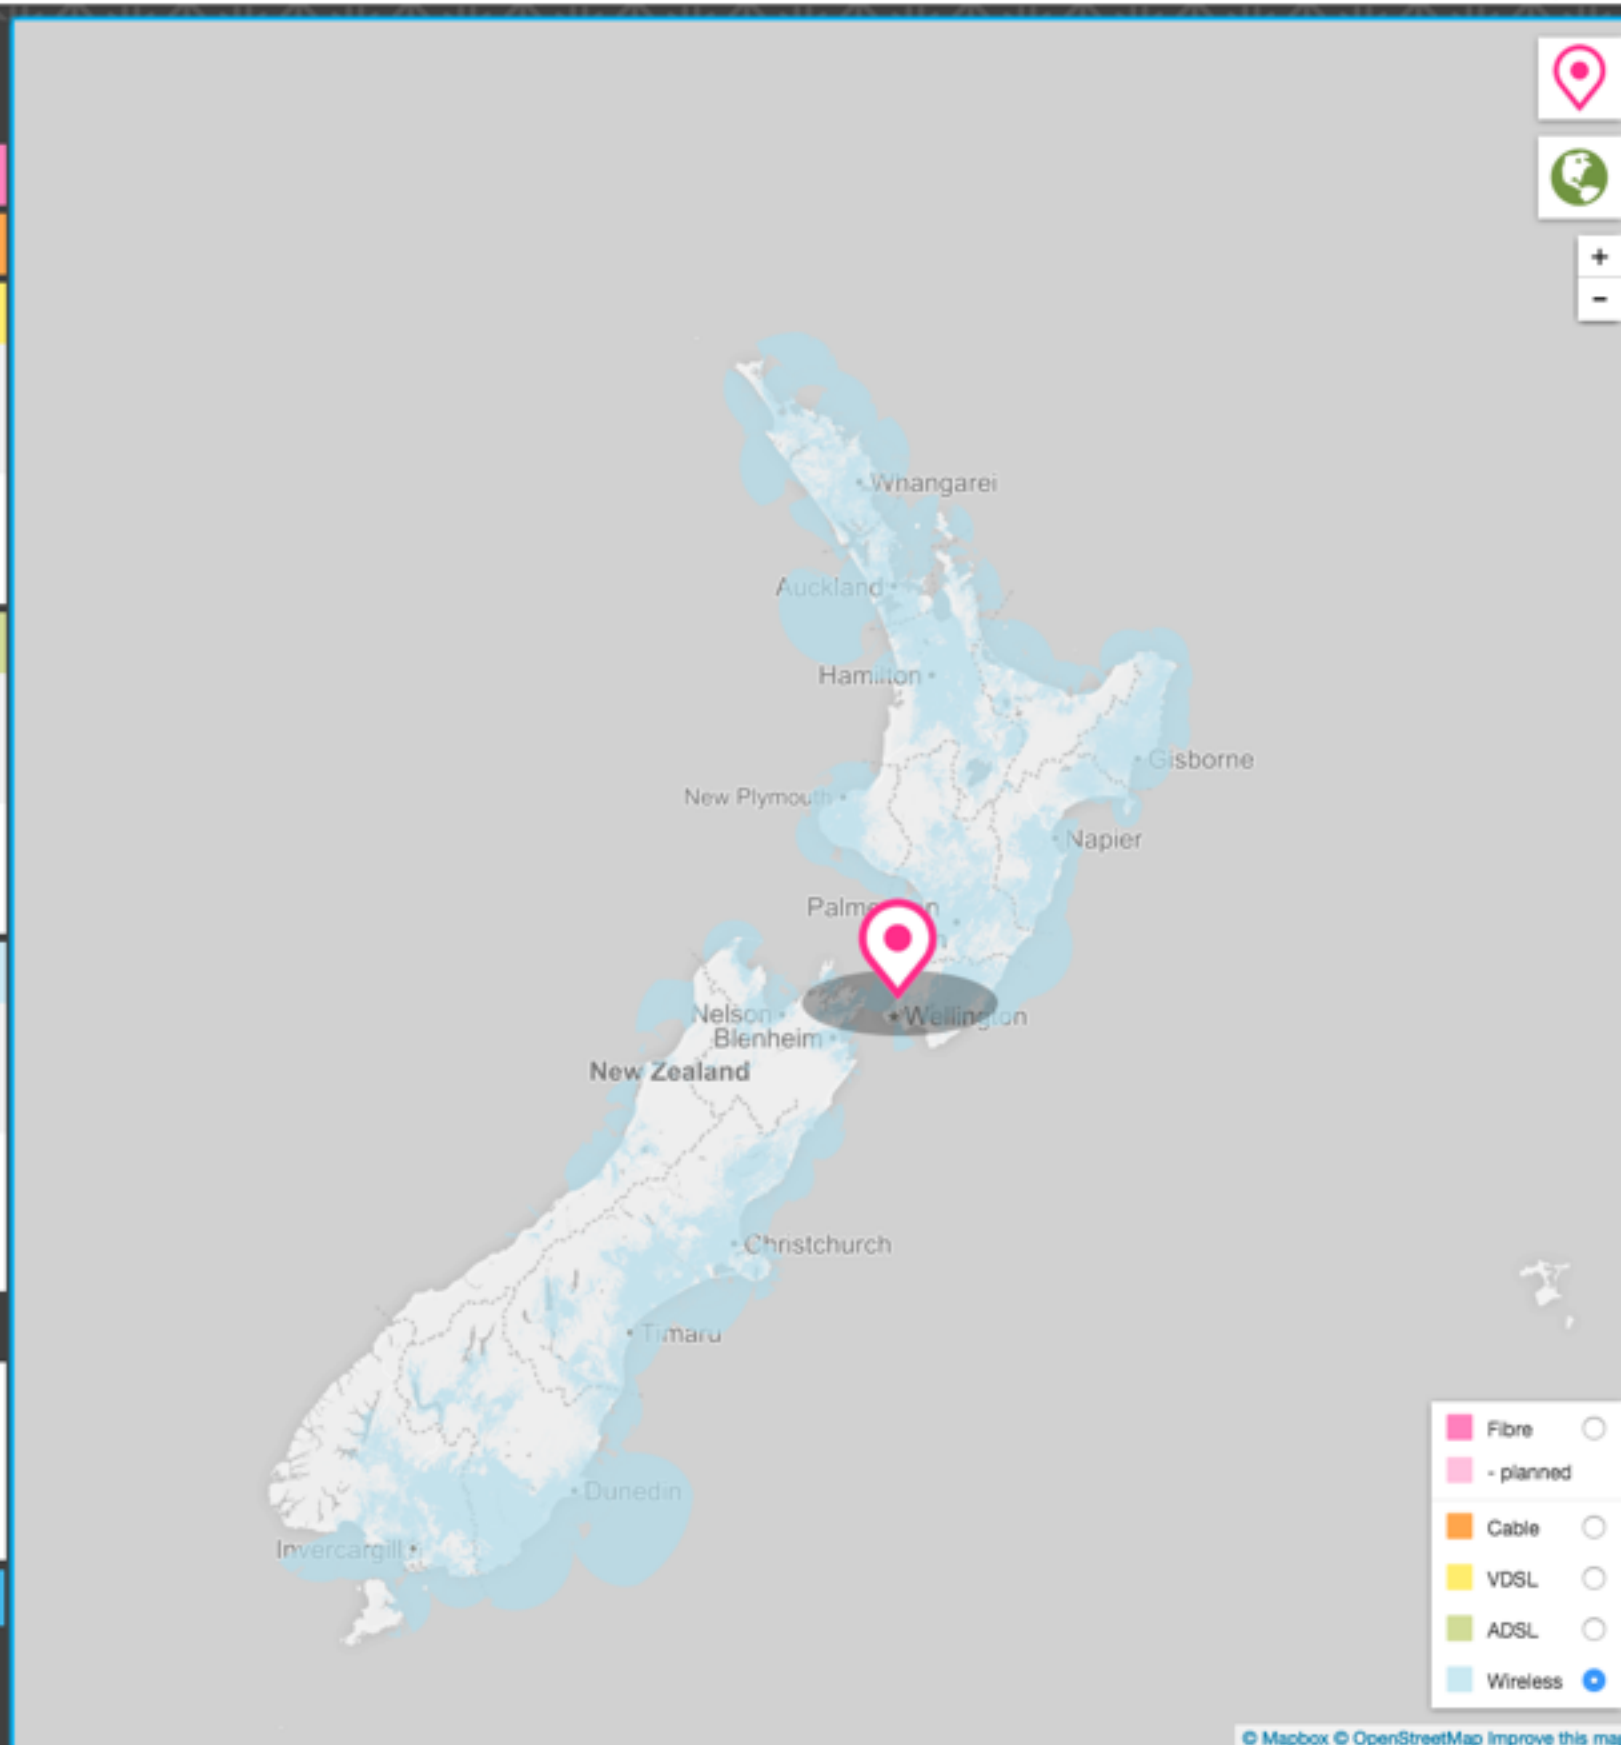 +
-
Whangarei
Auckland
Hamilton
Gisborne
New Plymouth
Napier
Nelson
Wellington
Blenheim
New Zealand
Christchurch
Timaru
Dunedin
Invercargill
Fibre
- planned
Cable
VDSL
ADSL
Wireless
© Mapbox © OpenStreetMap Improve this